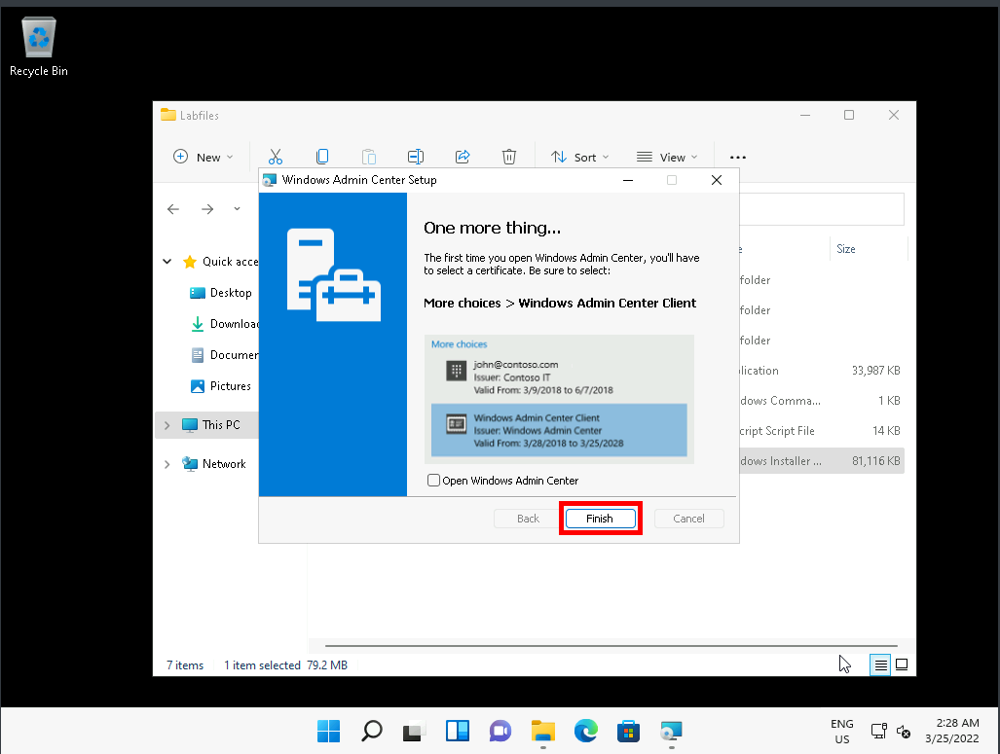 Recycle Bin
Labfiles
New
Sort
View
Windows Admin Center Setup
One more thing...
The first time you open Windows Admin Center, you'll have
to select a certificate. Be sure to select:
More choices > Windows Admin Center Client
More choices
john@contoso.com
Issuer: Contoso IT
Valid From: 3/9/2018 to 6/7/2018
Windows Admin Center Client
Issuer: Windows Admin Center
Valid From: 3/28/2018 to 3/25/2028
Open Windows Admin Center
Back
Finish
Cancel
Quick acce
Desktop
Downloa
Documer
Pictures
This PC
Network
e
Size
folder
folder
folder
plication
33,987 KB
dows Comma...
1 KB
cript Script File
14 KB
dows Installer ...
81,116 KB
7 items
1 item selected 79.2 MB
ENG
US
2:28 AM
3/25/2022